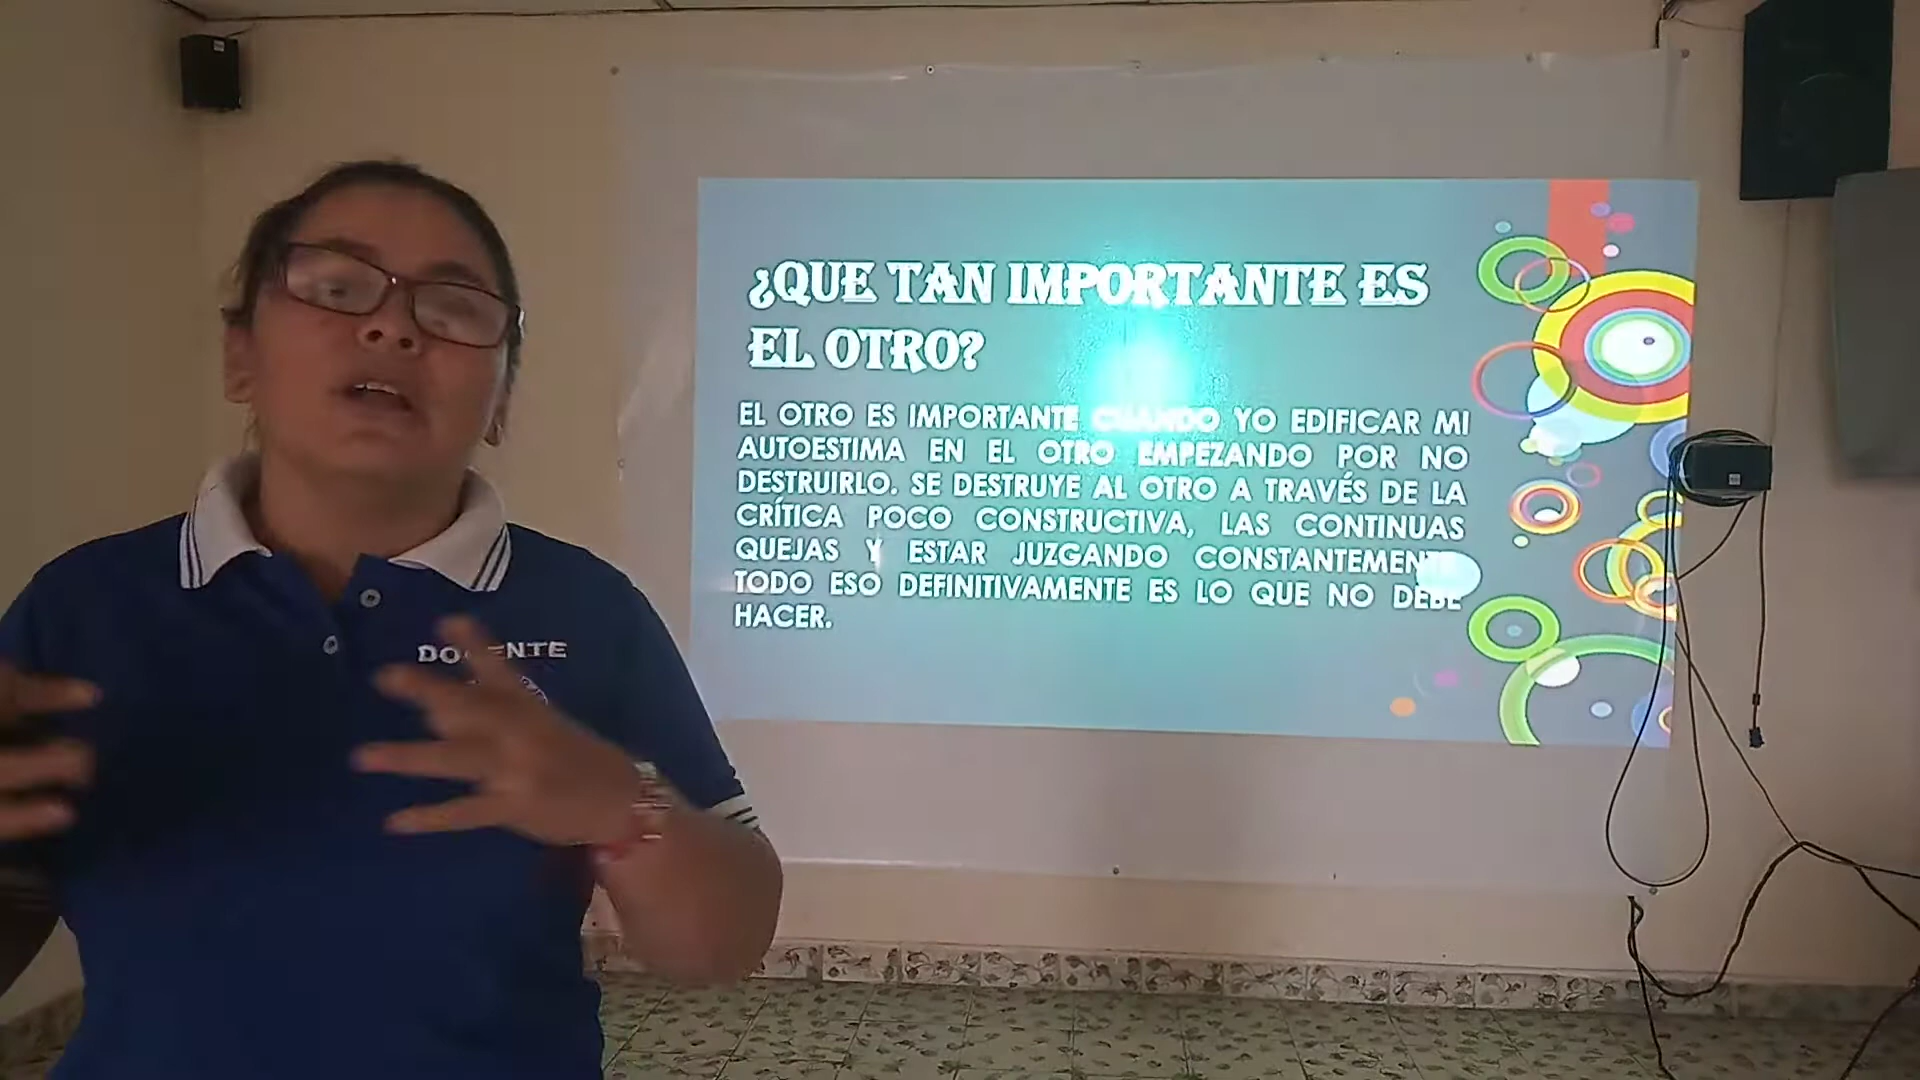 ¿QUE TAN IMPORTANTE ES
EL OTRO?
EL OTRO ES IMPORTANTE CUANDO YO EDIFICAR MI
AUTOESTIMA EN EL OTRO EMPEZANDO POR NO
DESTRUIRLO. SE DESTRUYE AL OTRO A TRAVÉS DE LA
CRÍTICA POCO CONSTRUCTIVA, LAS CONTINUAS
QUEJAS Y ESTAR JUZGANDO CONSTANTEMENTE
TODO ESO DEFINITIVAMENTE ES LO QUE NO DEBE
HACER.
DOCENTE